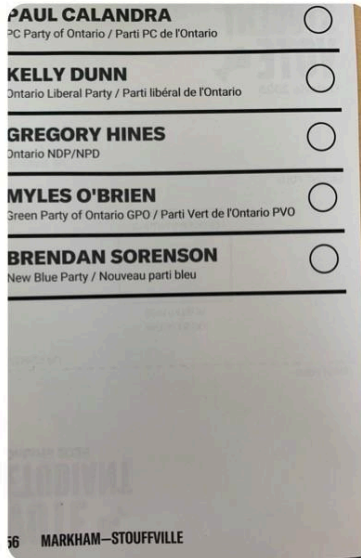 PAUL CALANDRA
PC Party of Ontario / Parti PC de l'Ontario
KELLY DUNN
Ontario Liberal Party / Parti libéral de l'Ontario
GREGORY HINES
Ontario NDP/NPD
MYLES O'BRIEN
Green Party of Ontario GPO / Parti Vert de l'Ontario PVO
BRENDAN SORENSON
New Blue Party / Nouveau parti bleu
56 MARKHAM—STOUFFVILLE